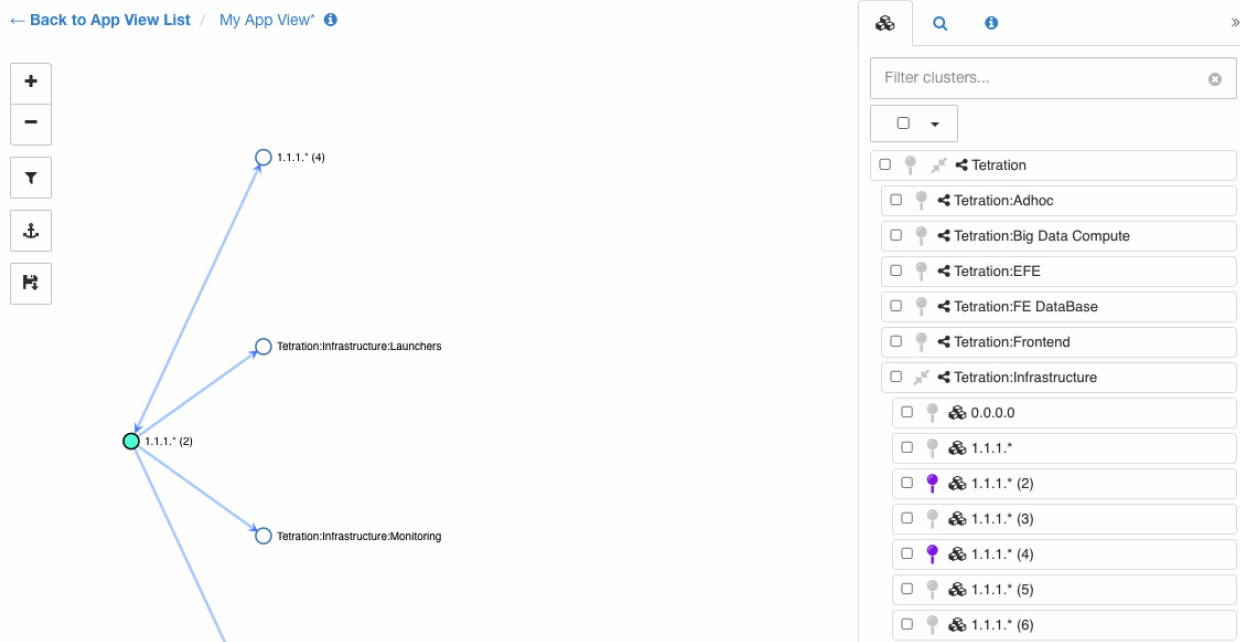 ← Back to App View List / My App View*
Filter clusters...
1.1.1.* (4)
Tetration:Infrastructure:Launchers
1.1.1.* (2)
Tetration:Infrastructure:Monitoring
Tetration
Tetration:Adhoc
Tetration:Big Data Compute
Tetration:EFE
Tetration:FE DataBase
Tetration:Frontend
Tetration:Infrastructure
0.0.0.0
1.1.1.*
1.1.1.* (2)
1.1.1.* (3)
1.1.1.* (4)
1.1.1.* (5)
1.1.1.* (6)